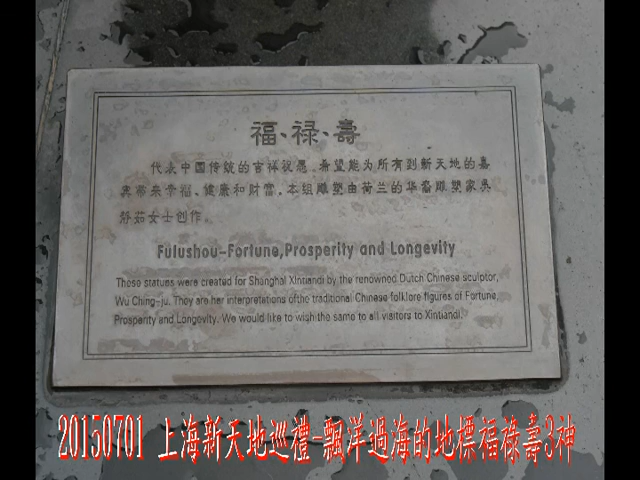 福·禄·壽
代表中国传统的吉祥祝愿。希望能为所有到新天地的嘉
宾带来幸福、健康和财富。本组雕塑由荷兰的华裔雕塑家吴
静茹女士创作。
Fulushou-Fortune,Prosperity and Longevity
These statues were created for Shanghai Xintiandi by the renowned Dutch Chinese sculptor,
Wu Ching-ju. They are her interpretations ofthe traditional Chinese folklore figures of Fortune,
Prosperity and Longevity. We would like to wish the same to all visitors to Xintiandi.
20150701 上海新天地巡禮-飄洋過海的地標福祿壽3神